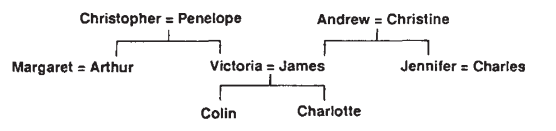 Christopher = Penelope Andrew = Christine
Margaret = Arthur Victoria = James Jennifer = Charles
Colin Charlotte